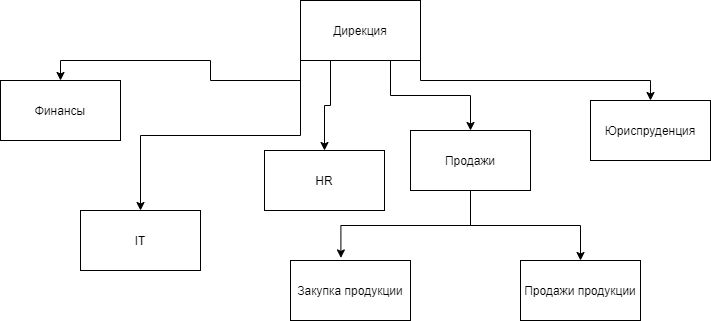 Дирекция
Финансы
Юриспруденция
Продажи
HR
IT
Закупка продукции
Продажи продукции